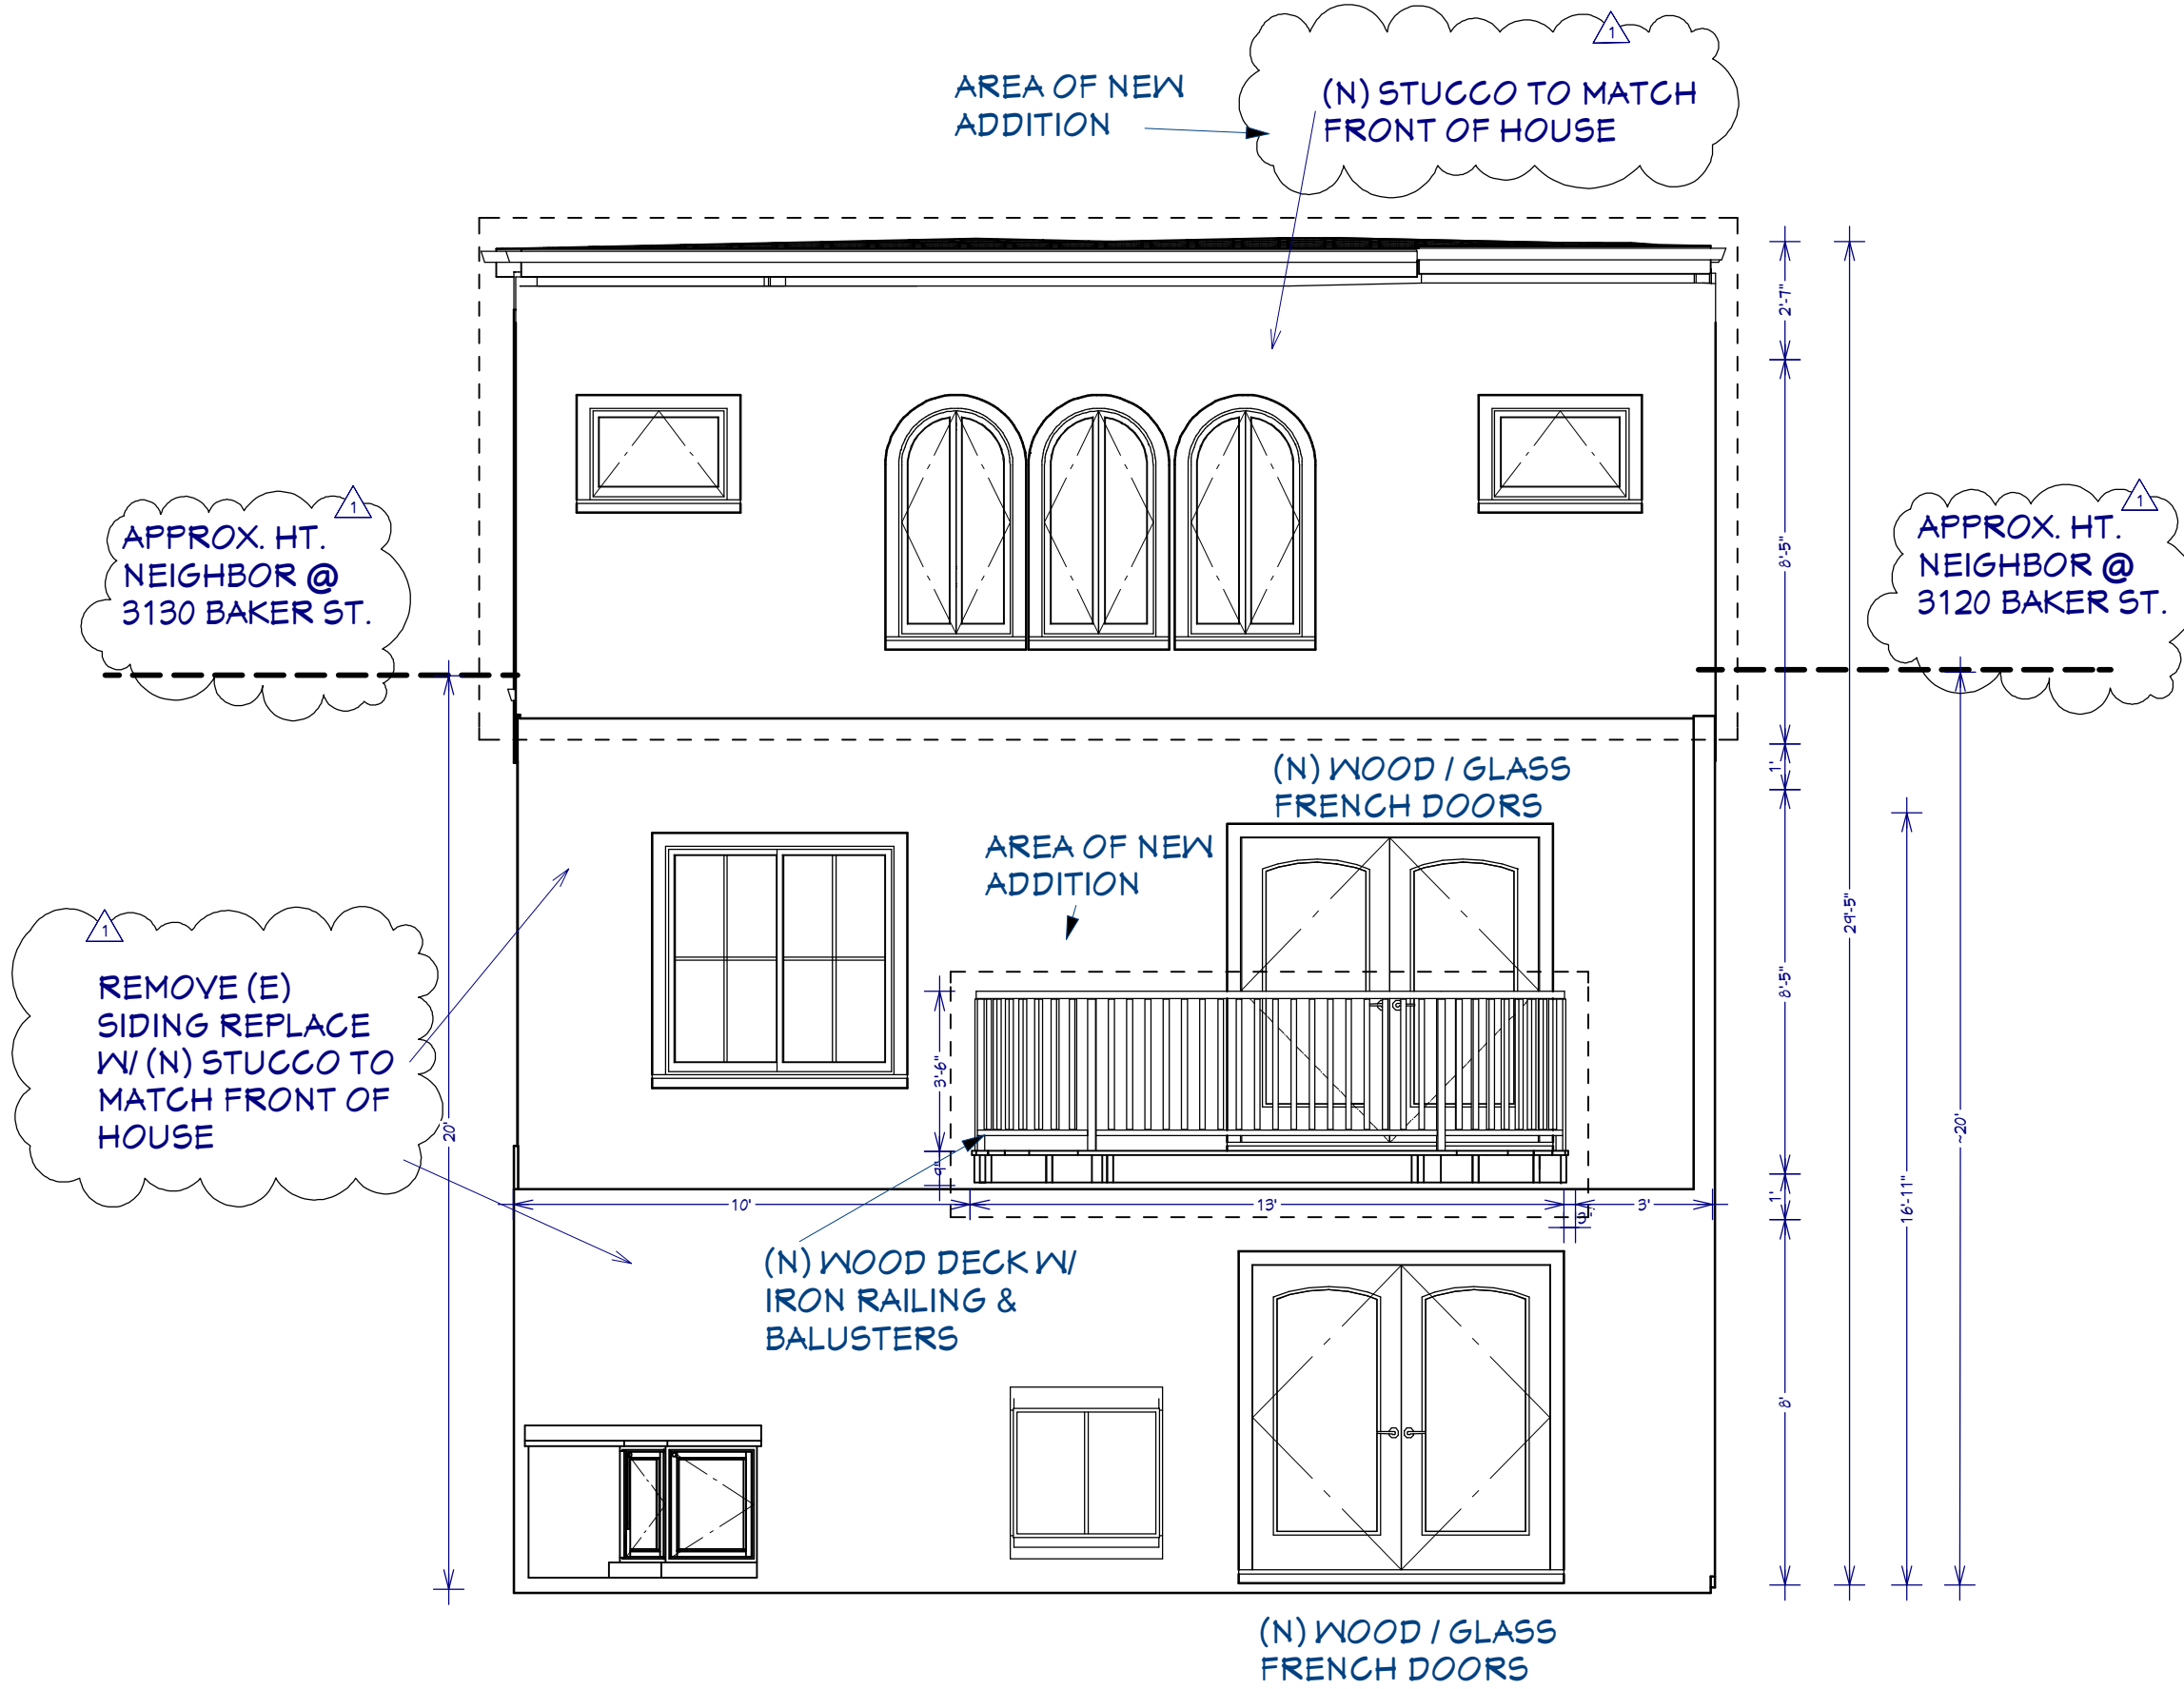 1
AREA OF NEW
ADDITION
(N) STUCCO TO MATCH
FRONT OF HOUSE
2'-7"
1
APPROX. HT.
NEIGHBOR @
3130 BAKER ST.
8'-5"
1
APPROX. HT.
NEIGHBOR @
3120 BAKER ST.
(N) WOOD / GLASS
FRENCH DOORS
1'
AREA OF NEW
ADDITION
29'-5"
1
REMOVE (E)
SIDING REPLACE
W/ (N) STUCCO TO
MATCH FRONT OF
HOUSE
8'-5"
3'-6"
20'
~20'
9"
10'
13'
3'
1'
16'-11"
(N) WOOD DECK W/
IRON RAILING &
BALUSTERS
8'
(N) WOOD / GLASS
FRENCH DOORS